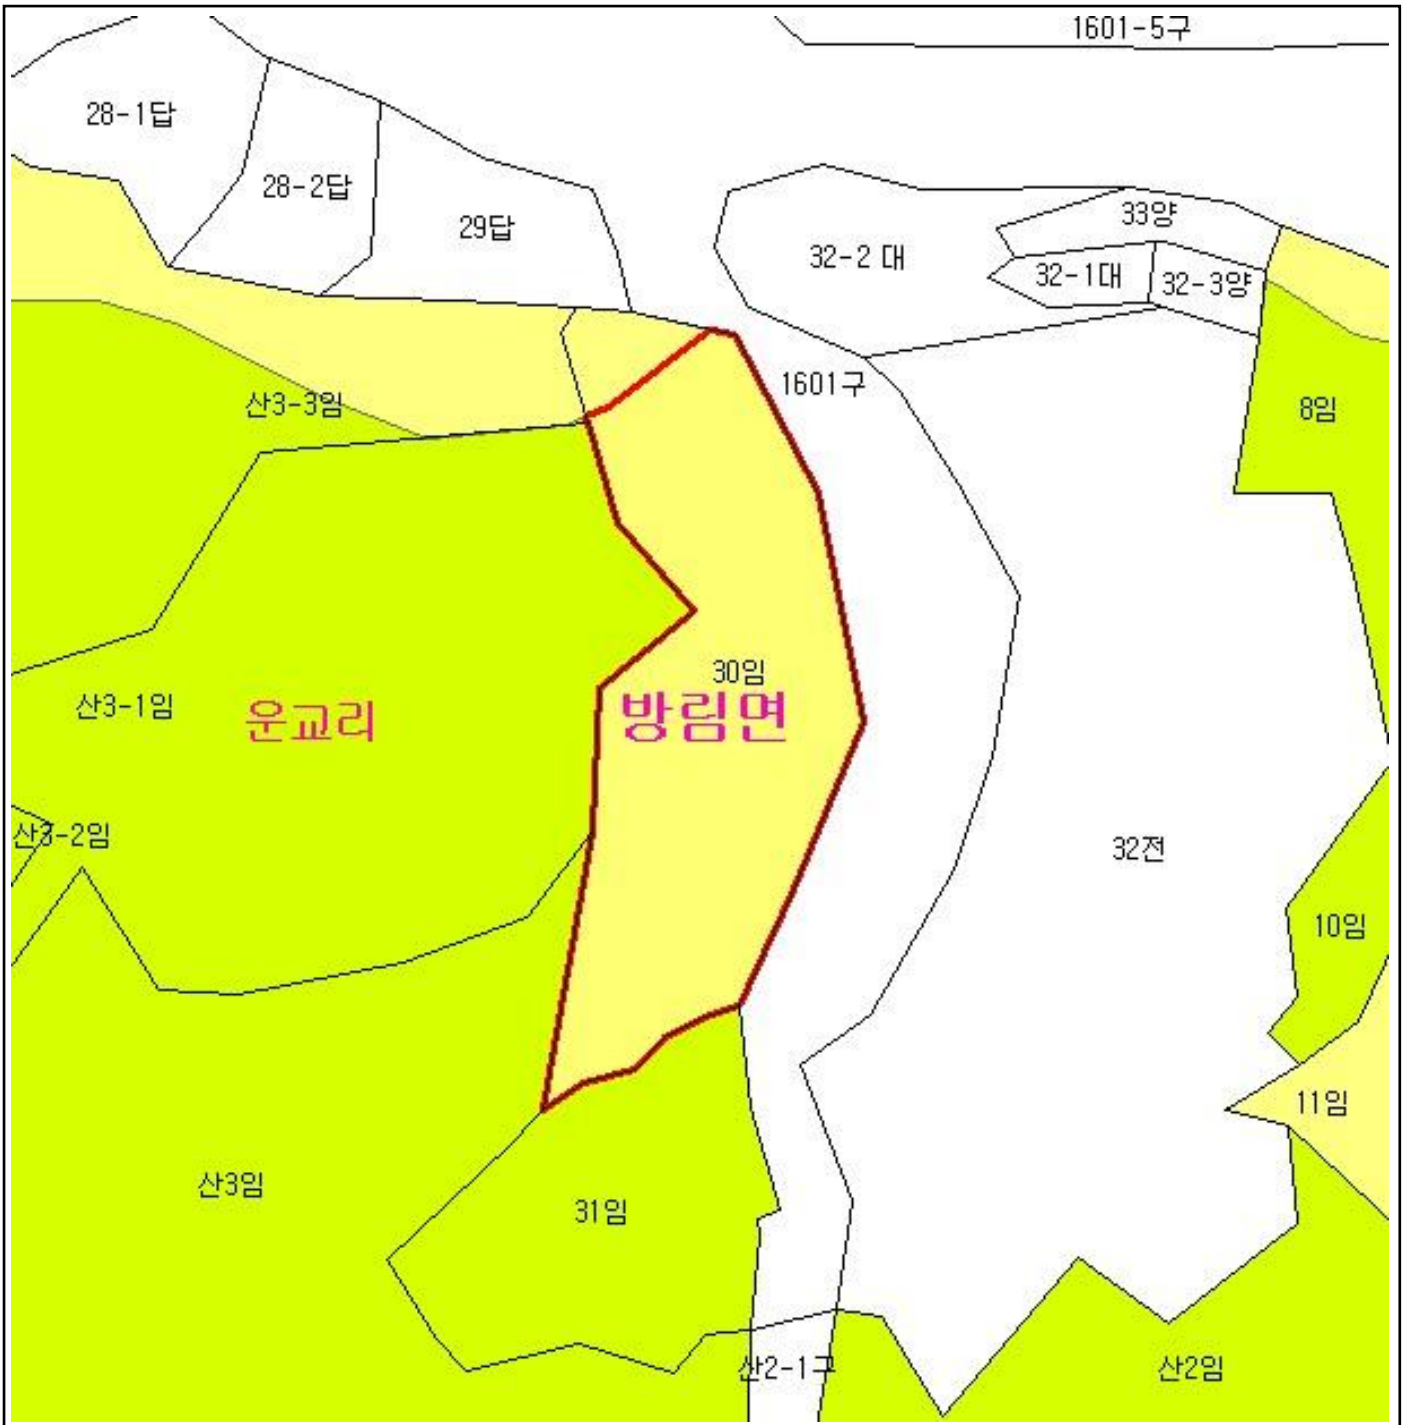 1601-5구
28-1답
28-2답
29답
33양
32-2 대
32-1대
32-3양
1601구
산3-3임
8임
30임
산3-1임
운교리
방림면
산3-2임
32전
10임
11임
산3임
31임
산2-1구
산2임